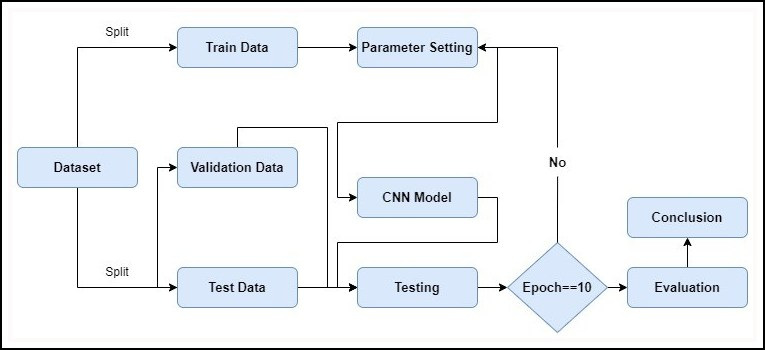 Split
Train Data
Parameter Setting
Dataset
Validation Data
No
CNN Model
Conclusion
Split
Test Data
Testing
Epoch==10
Evaluation